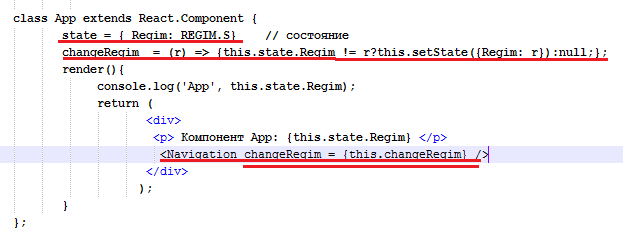 class App extends React.Component {
state = { Regim: REGIM.S} // состояние
changeRegim = (r) => {this.state.Regim != r?this.setState({Regim: r}):null;};
render(){
console.log('App', this.state.Regim);
return (
<div>
<p> Компонент App: {this.state.Regim} </p>
<Navigation changeRegim = {this.changeRegim} />
</div>
);
}
};